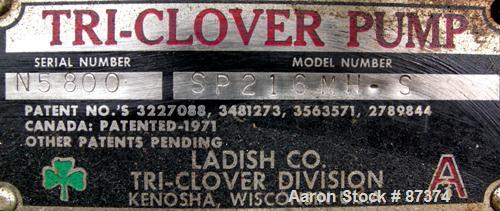 TRI-CLOVER PUMP
SERIAL NUMBER MODEL NUMBER
N5800 SP216MH-S
PATENT NO.'S 3227088, 3481273, 3563571, 2789844
CANADA: PATENTED-1971
OTHER PATENTS PENDING
LADISH CO.
TRI-CLOVER DIVISION
KENOSHA,
A
Aaron Stock # 87374